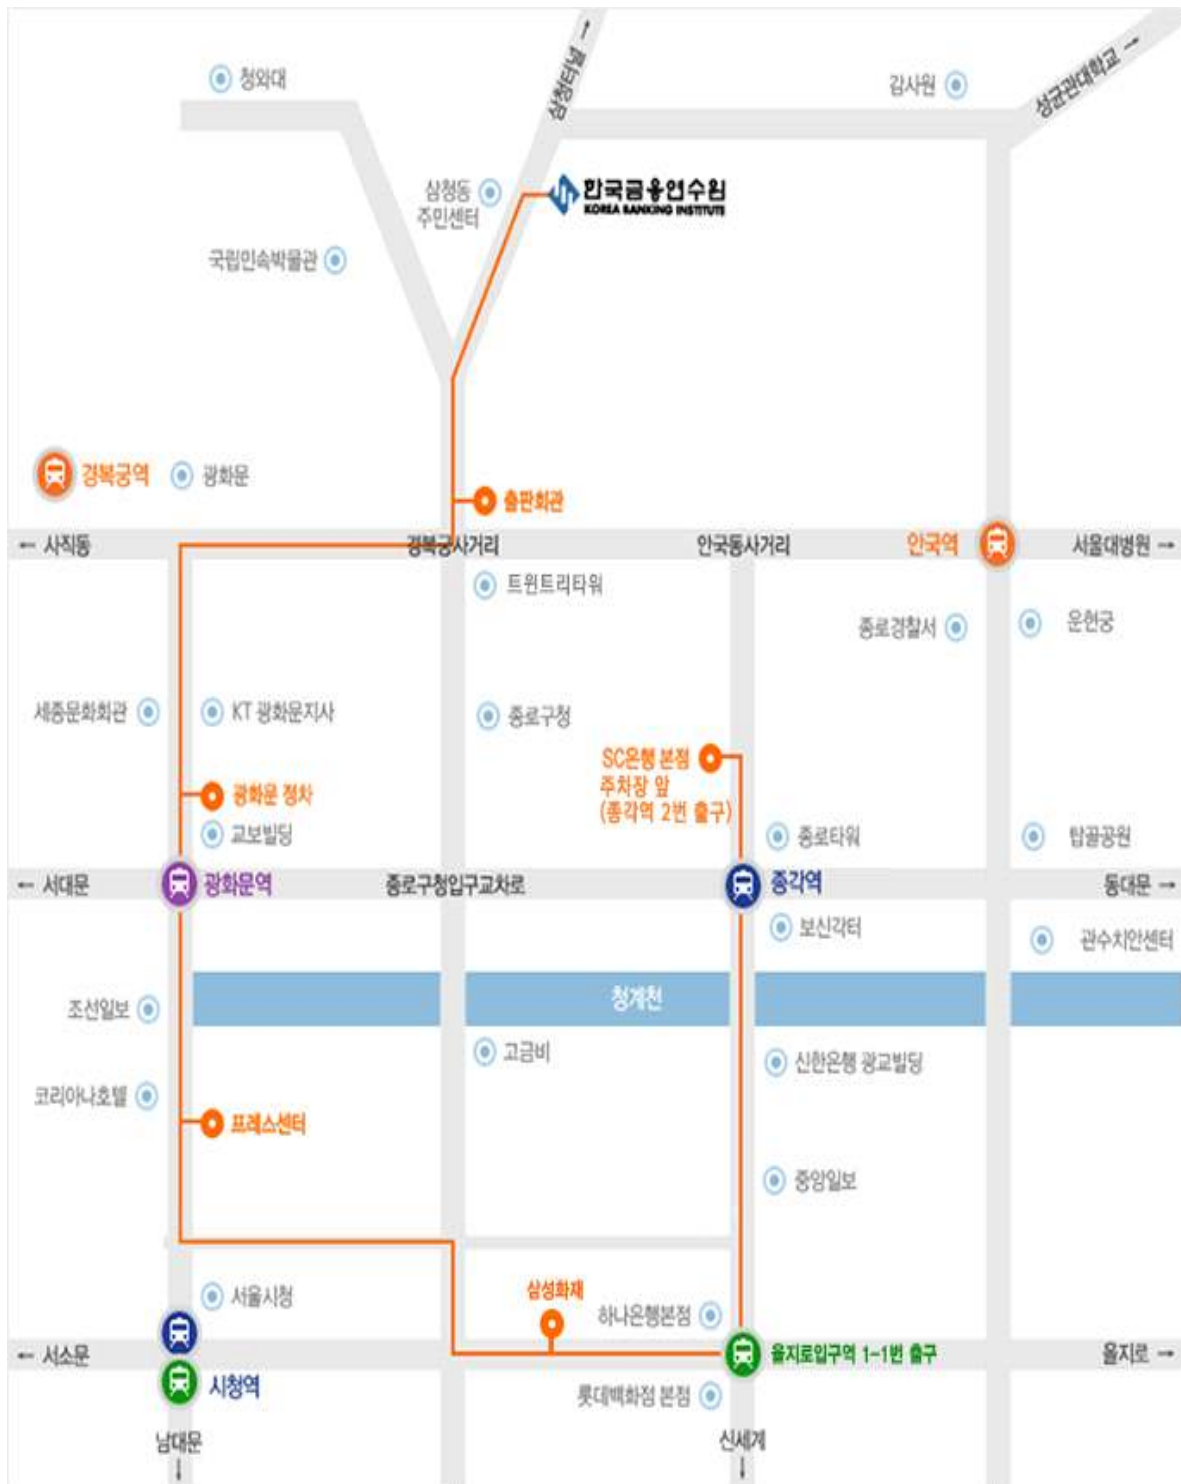 청와대
삼청터널 →
감사원
성균관대학교 →
삼청동
주민센터
한국금융연수원
KOREA BANKING INSTITUTE
국립민속박물관
경복궁역
광화문
출판회관
← 사직동
경복궁사거리
안국동사거리
안국역
서울대병원 →
트윈트리타워
종로경찰서
운현궁
세종문화회관
KT 광화문지사
종로구청
SC은행 본점
주차장 앞
(종각역 2번 출구)
광화문 정차
교보빌딩
종로타워
탑골공원
← 서대문
광화문역
종로구청입구교차로
종각역
동대문 →
보신각터
관수치안센터
조선일보
청계천
고금비
신한은행 광교빌딩
코리아나호텔
프레스센터
중앙일보
서울시청
삼성화재
하나은행본점
← 서소문
을지로입구역 1-1번 출구
을지로 →
시청역
롯데백화점 본점
남대문
↓
신세계
↓